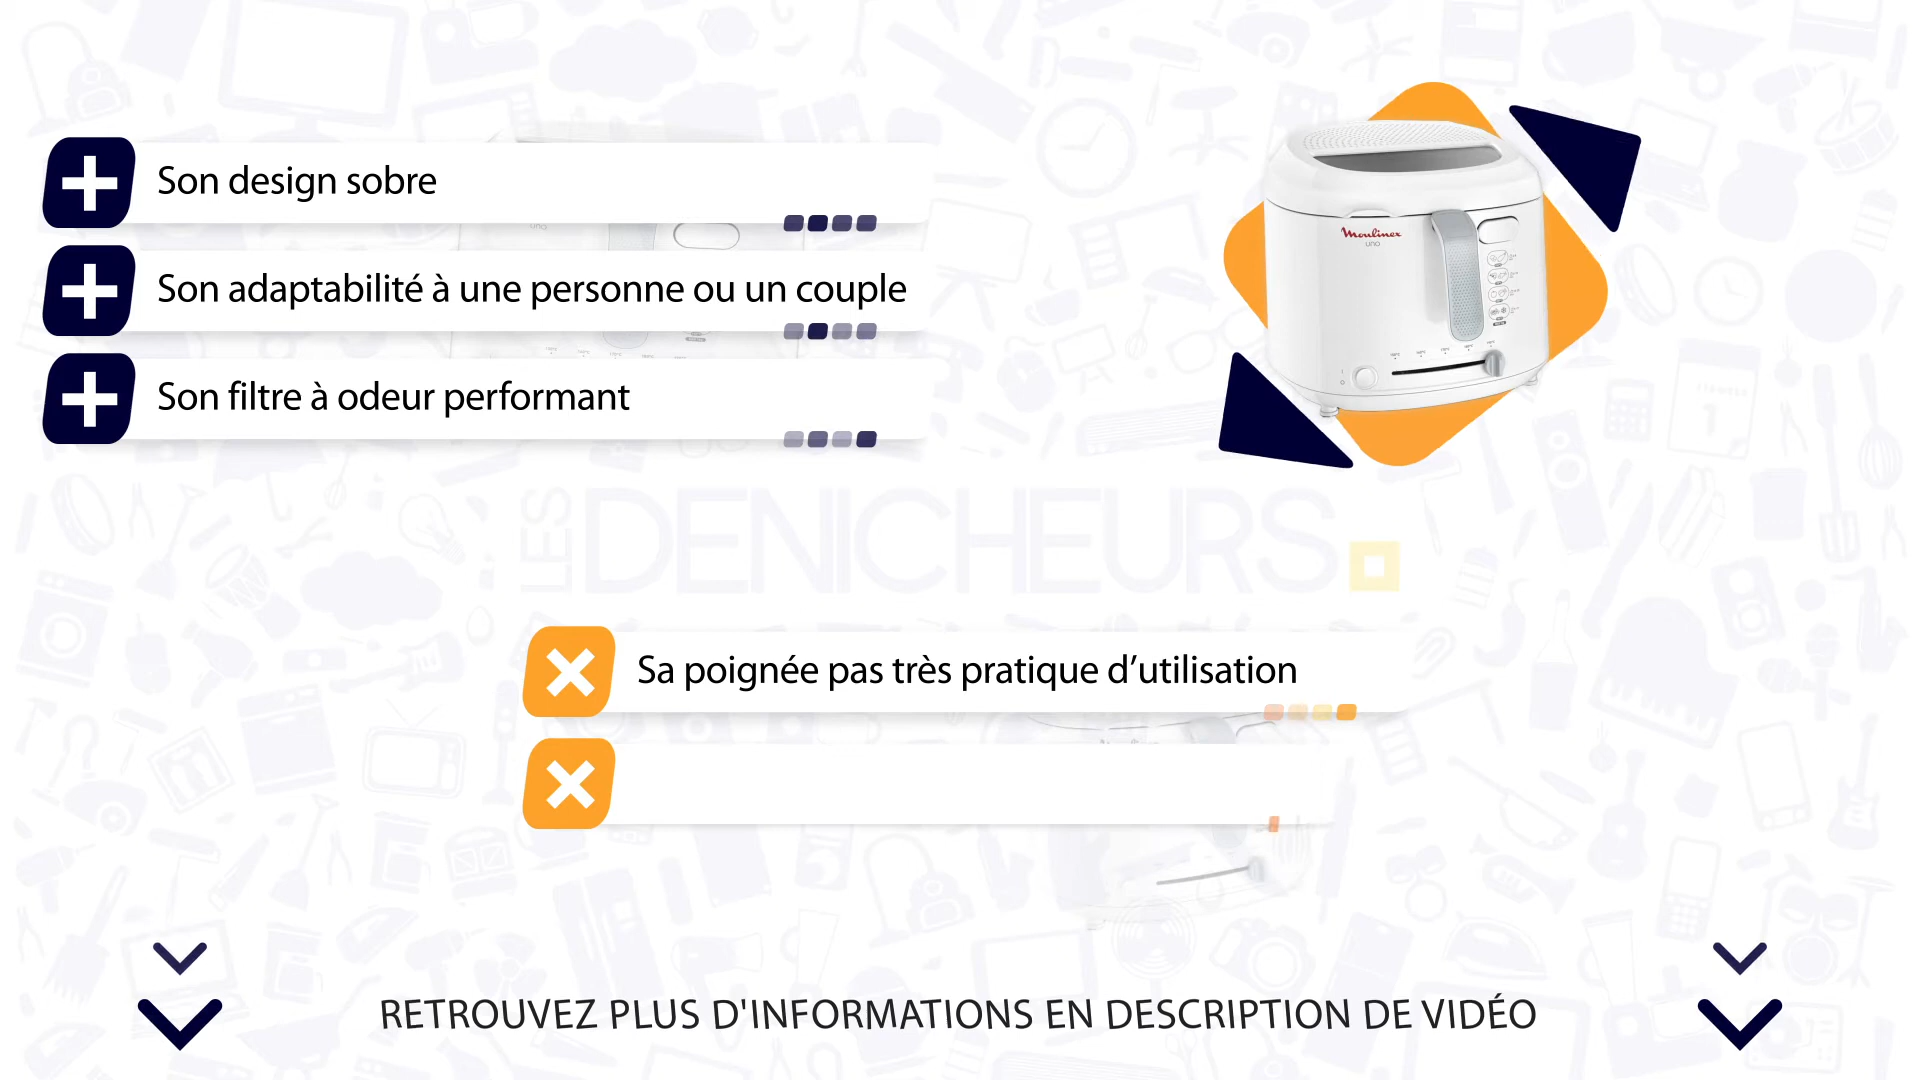 Son design sobre
Son adaptabilité à une personne ou un couple
Son filtre à odeur performant
Moulinex
uno
LES DENICHEURS
Sa poignée pas très pratique d’utilisation
RETROUVEZ PLUS D'INFORMATIONS EN DESCRIPTION DE VIDÉO